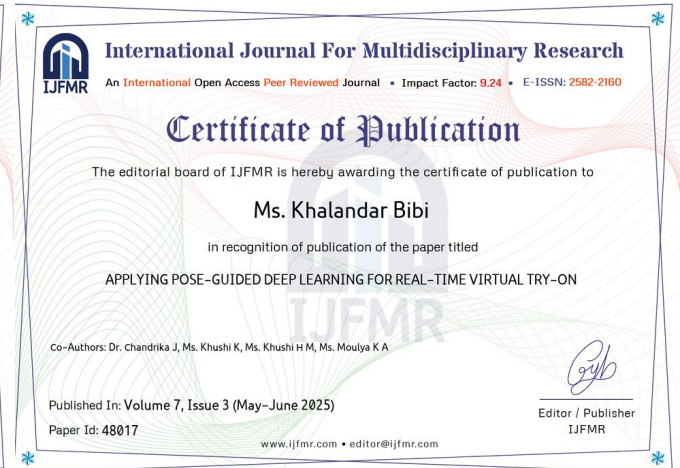 IJFMR
International Journal For Multidisciplinary Research
An International Open Access Peer Reviewed Journal • Impact Factor: 9.24 • E-ISSN: 2582-2160
Certificate of Publication
The editorial board of IJFMR is hereby awarding the certificate of publication to
Ms. Khalandar Bibi
in recognition of publication of the paper titled
APPLYING POSE-GUIDED DEEP LEARNING FOR REAL-TIME VIRTUAL TRY-ON
IJFMR
Co-Authors: Dr. Chandrika J, Ms. Khushi K, Ms. Khushi H M, Ms. Moulya K A
Published In: Volume 7, Issue 3 (May-June 2025)
Paper Id: 48017
Editor / Publisher
IJFMR
www.ijfmr.com • editor@ijfmr.com